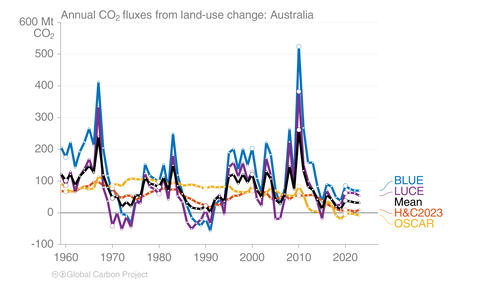 Annual CO₂ fluxes from land-use change: Australia
600 Mt
CO₂
500
400
300
200
100
0
-100
1960
1970
1980
1990
2000
2010
2020
BLUE
LUCE
Mean
H&C2023
OSCAR
Global Carbon Project